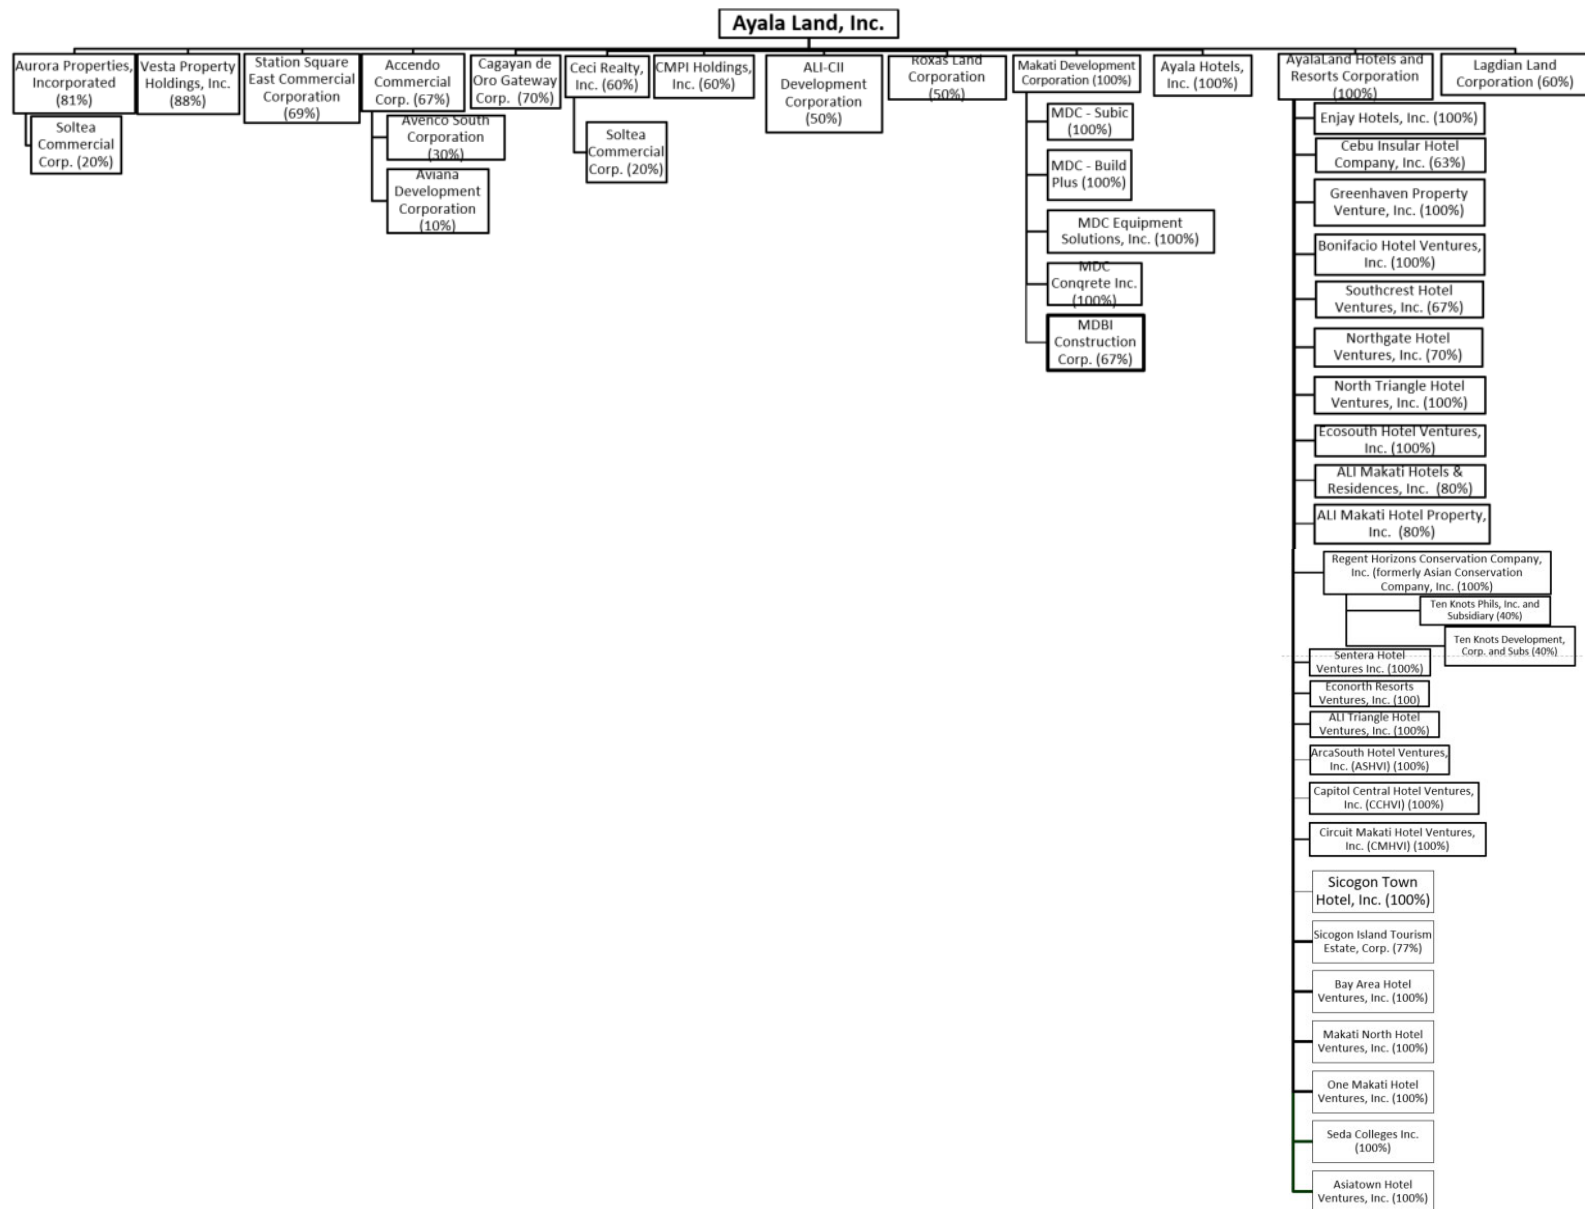 Ayala Land, Inc.
Aurora Properties,
Incorporated
(81%)
Soltea
Commercial
Corp. (20%)
Vesta Property
Holdings, Inc.
(88%)
Station Square
East Commercial
Corporation
(69%)
Accendo
Commercial
Corp. (67%)
Avenco South
Corporation
(30%)
Aviana
Development
Corporation
(10%)
Cagayan de
Oro Gateway
Corp. (70%)
Ceci Realty,
Inc. (60%)
Soltea
Commercial
Corp. (20%)
CMPI Holdings,
Inc. (60%)
ALI-CII
Development
Corporation
(50%)
Roxas Land
Corporation
(50%)
Makati Development
Corporation (100%)
MDC - Subic
(100%)
MDC - Build
Plus (100%)
MDC Equipment
Solutions, Inc. (100%)
MDC
Conqrete Inc.
(100%)
MDBI
Construction
Corp. (67%)
Ayala Hotels,
Inc. (100%)
AyalaLand Hotels and
Resorts Corporation
(100%)
Enjay Hotels, Inc. (100%)
Cebu Insular Hotel
Company, Inc. (63%)
Greenhaven Property
Venture, Inc. (100%)
Bonifacio Hotel Ventures,
Inc. (100%)
Southcrest Hotel
Ventures, Inc. (67%)
Northgate Hotel
Ventures, Inc. (70%)
North Triangle Hotel
Ventures, Inc. (100%)
Ecosouth Hotel Ventures,
Inc. (100%)
ALI Makati Hotels &
Residences, Inc. (80%)
ALI Makati Hotel Property,
Inc. (80%)
Regent Horizons Conservation Company,
Inc. (formerly Asian Conservation
Company, Inc. (100%)
Ten Knots Phils, Inc. and
Subsidiary (40%)
Ten Knots Development,
Corp. and Subs (40%)
Sentera Hotel
Ventures Inc. (100%)
Econorth Resorts
Ventures, Inc. (100)
ALI Triangle Hotel
Ventures, Inc. (100%)
ArcaSouth Hotel Ventures,
Inc. (ASHVI) (100%)
Capitol Central Hotel Ventures,
Inc. (CCHVI) (100%)
Circuit Makati Hotel Ventures,
Inc. (CMHVI) (100%)
Sicogon Town
Hotel, Inc. (100%)
Sicogon Island Tourism
Estate, Corp. (77%)
Bay Area Hotel
Ventures, Inc. (100%)
Makati North Hotel
Ventures, Inc. (100%)
One Makati Hotel
Ventures, Inc. (100%)
Seda Colleges Inc.
(100%)
Asiatown Hotel
Ventures, Inc. (100%)
Lagdian Land
Corporation (60%)